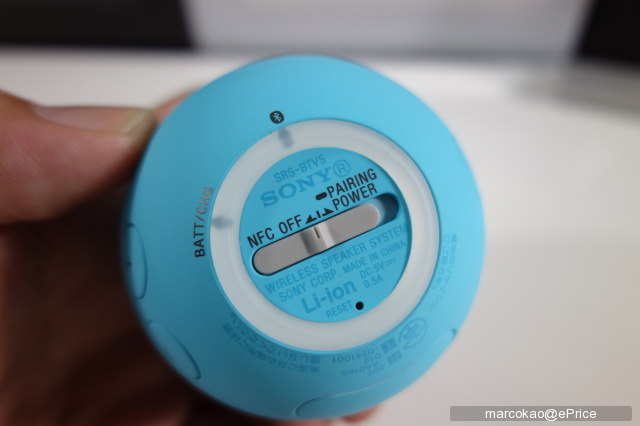 SRS-BTV5
SONY®
PAIRING
NFC OFF POWER
BATT/CHG
WIRELESS SPEAKER SYSTEM
SONY CORP. MADE IN CHINA
Li-ion DC:5V
0.5A
RESET
marcokao@ePrice